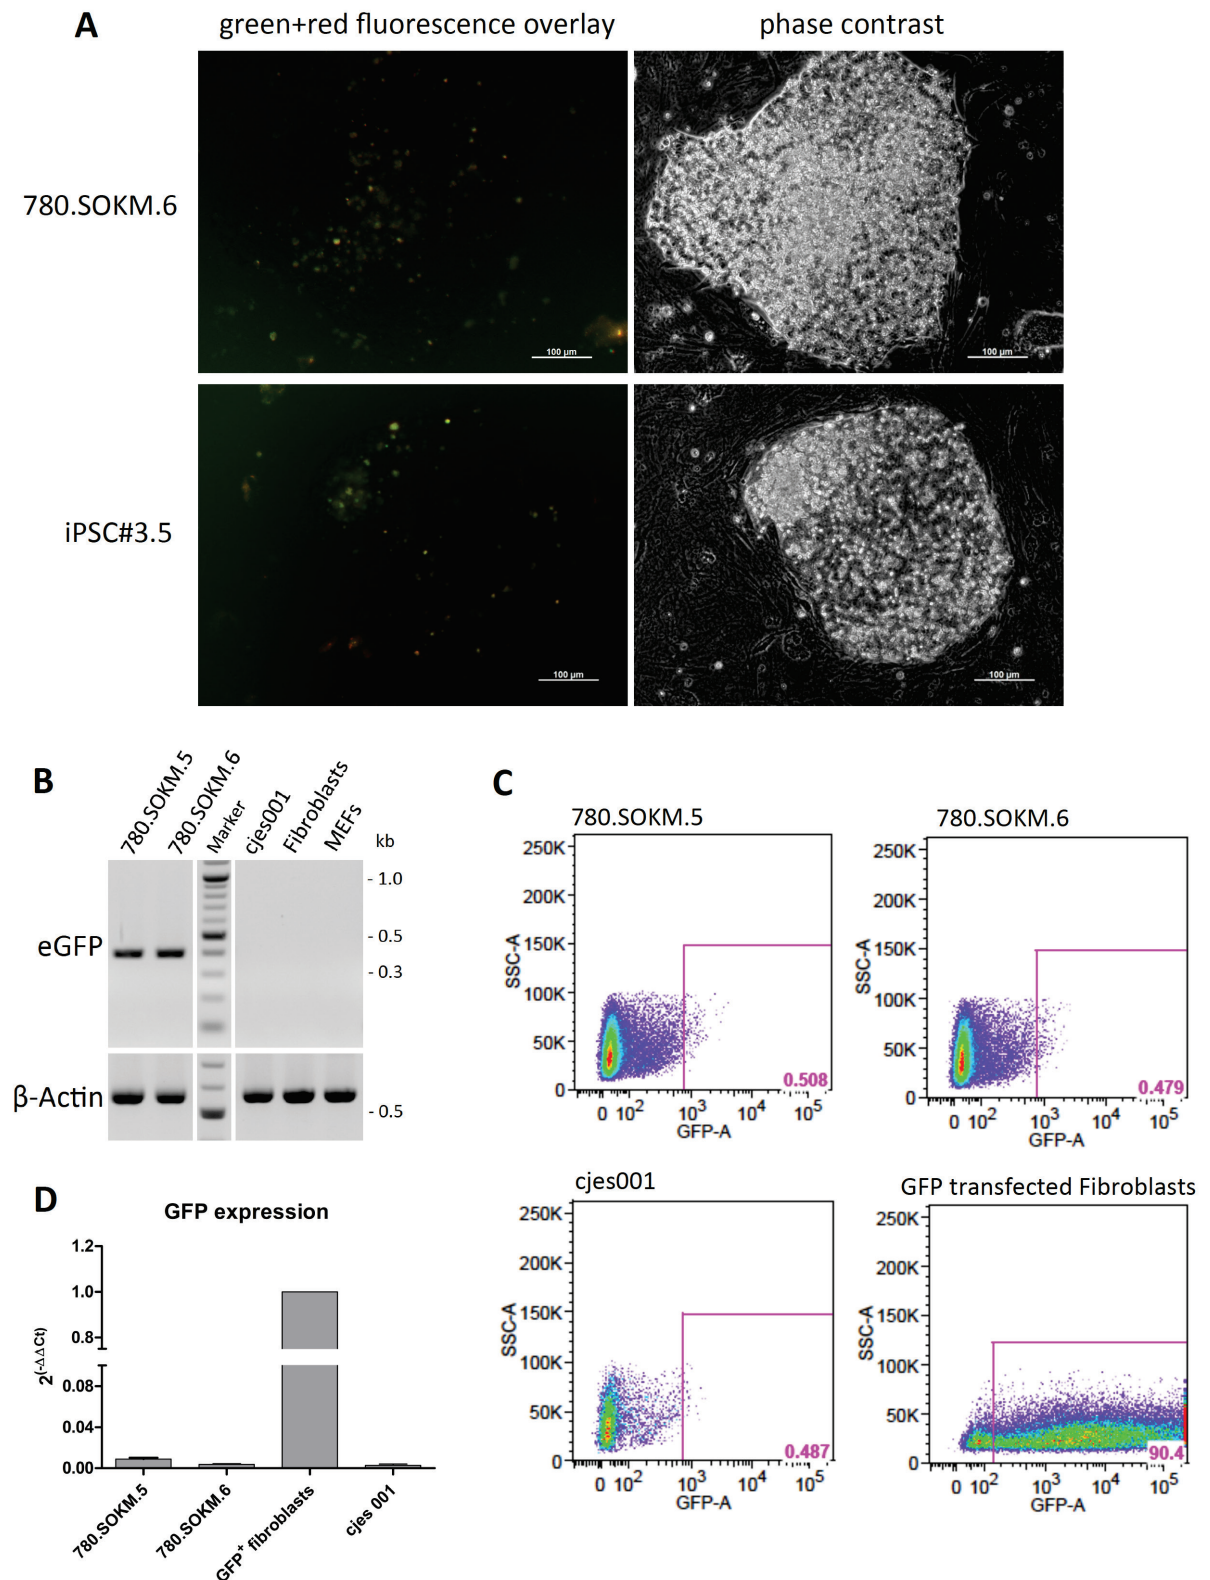 A
green+red fluorescence overlay
phase contrast
780.SOKM.6
100 µm
100 µm
iPSC#3.5
100 µm
100 µm
B
780.SOKM.5
780.SOKM.6
Marker
cjes001
Fibroblasts
MEFs
kb
- 1.0
eGFP
- 0.5
- 0.3
β-Actin
- 0.5
C
780.SOKM.5
250K
200K
150K
100K
50K
0
SSC-A
0.508
0 10² 10³ 10⁴ 10⁵
GFP-A
780.SOKM.6
250K
200K
150K
100K
50K
0
SSC-A
0.479
0 10² 10³ 10⁴ 10⁵
GFP-A
cjes001
250K
200K
150K
100K
50K
0
SSC-A
0.487
0 10² 10³ 10⁴ 10⁵
GFP-A
GFP transfected Fibroblasts
250K
200K
150K
100K
50K
0
SSC-A
90.4
0 10² 10³ 10⁴ 10⁵
GFP-A
D
GFP expression
1.2
1.0
0.8
0.08
0.04
0.00
2^(-ΔΔCt)
780.SOKM.5
780.SOKM.6
GFP⁺ fibroblasts
cjes 001